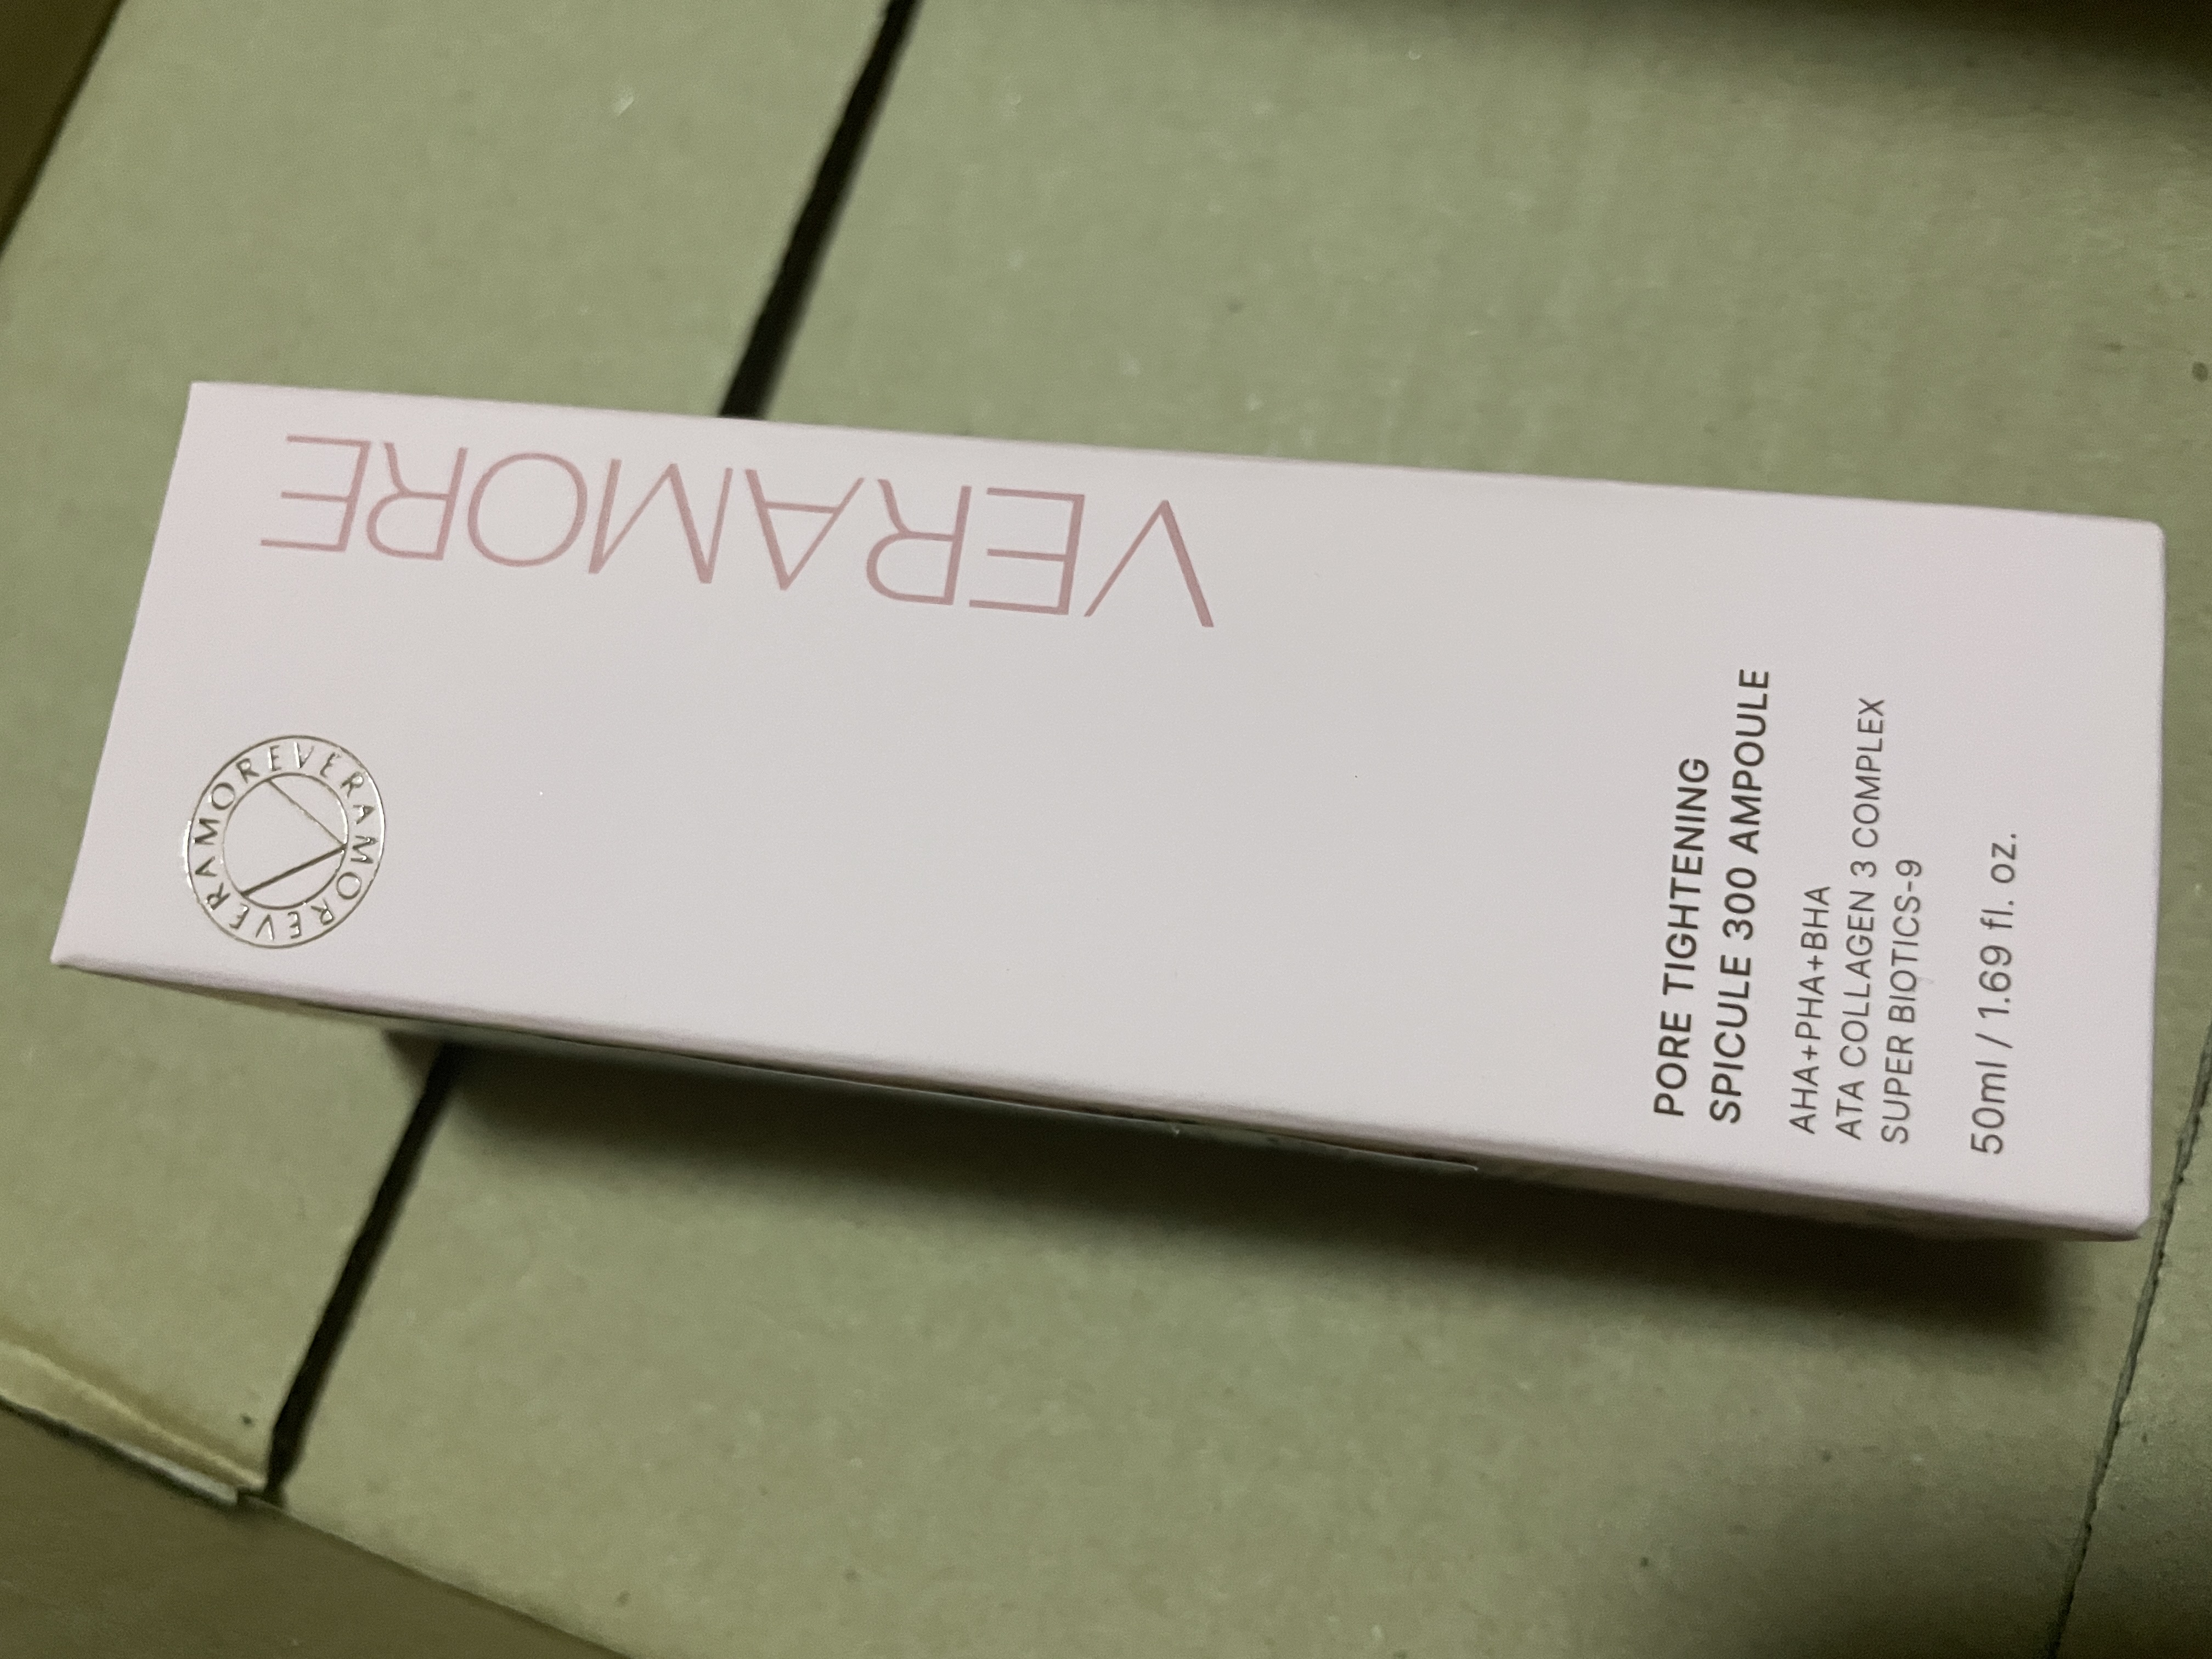 VERAMORE
VERAMOREVERAMORE
PORE TIGHTENING
SPICULE 300 AMPOULE
AHA+PHA+BHA
ATA COLLAGEN 3 COMPLEX
SUPER BIOTICS-9
50ml / 1.69 fl. oz.